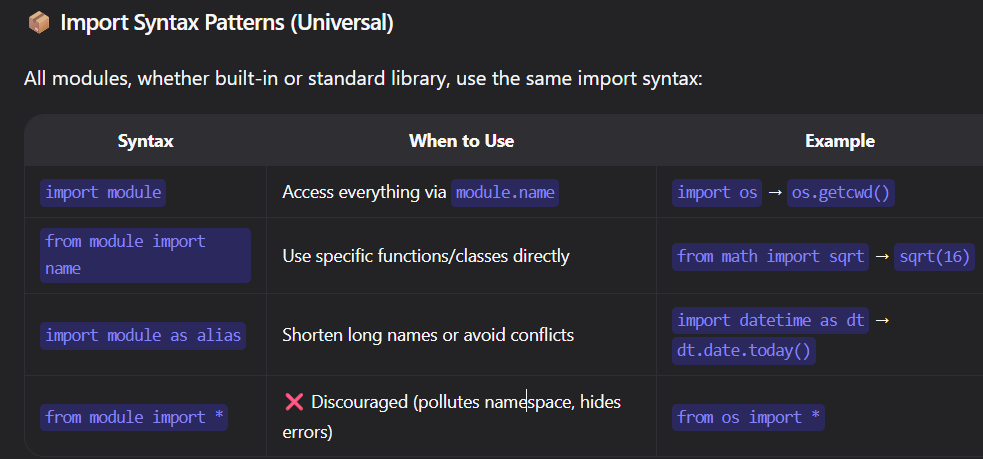 📦 Import Syntax Patterns (Universal)
All modules, whether built-in or standard library, use the same import syntax:
Syntax When to Use Example
import module Access everything via module.name import os → os.getcwd()
from module import
name
Use specific functions/classes directly
from math import sqrt → sqrt(16)
import module as alias
Shorten long names or avoid conflicts
import datetime as dt →
dt.date.today()
from module import *
❌ Discouraged (pollutes namespace, hides
errors)
from os import *